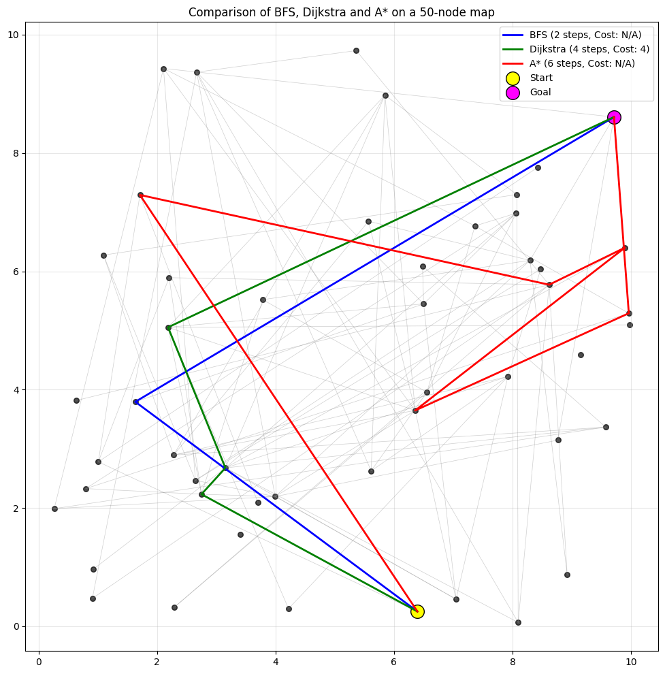 Comparison of BFS, Dijkstra and A* on a 50-node map
BFS (2 steps, Cost: N/A)
Dijkstra (4 steps, Cost: 4)
A* (6 steps, Cost: N/A)
Start
Goal
10
8
6
4
2
0
0 2 4 6 8 10